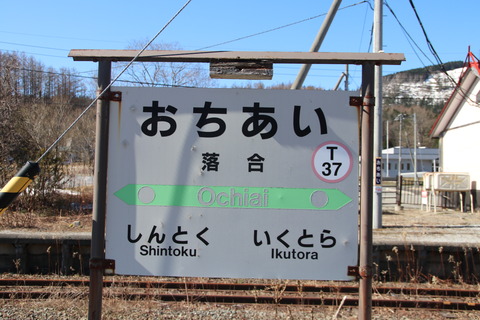 おちあい
落合
T
37
Ochiai
しんとく いくとら
Shintoku Ikutora